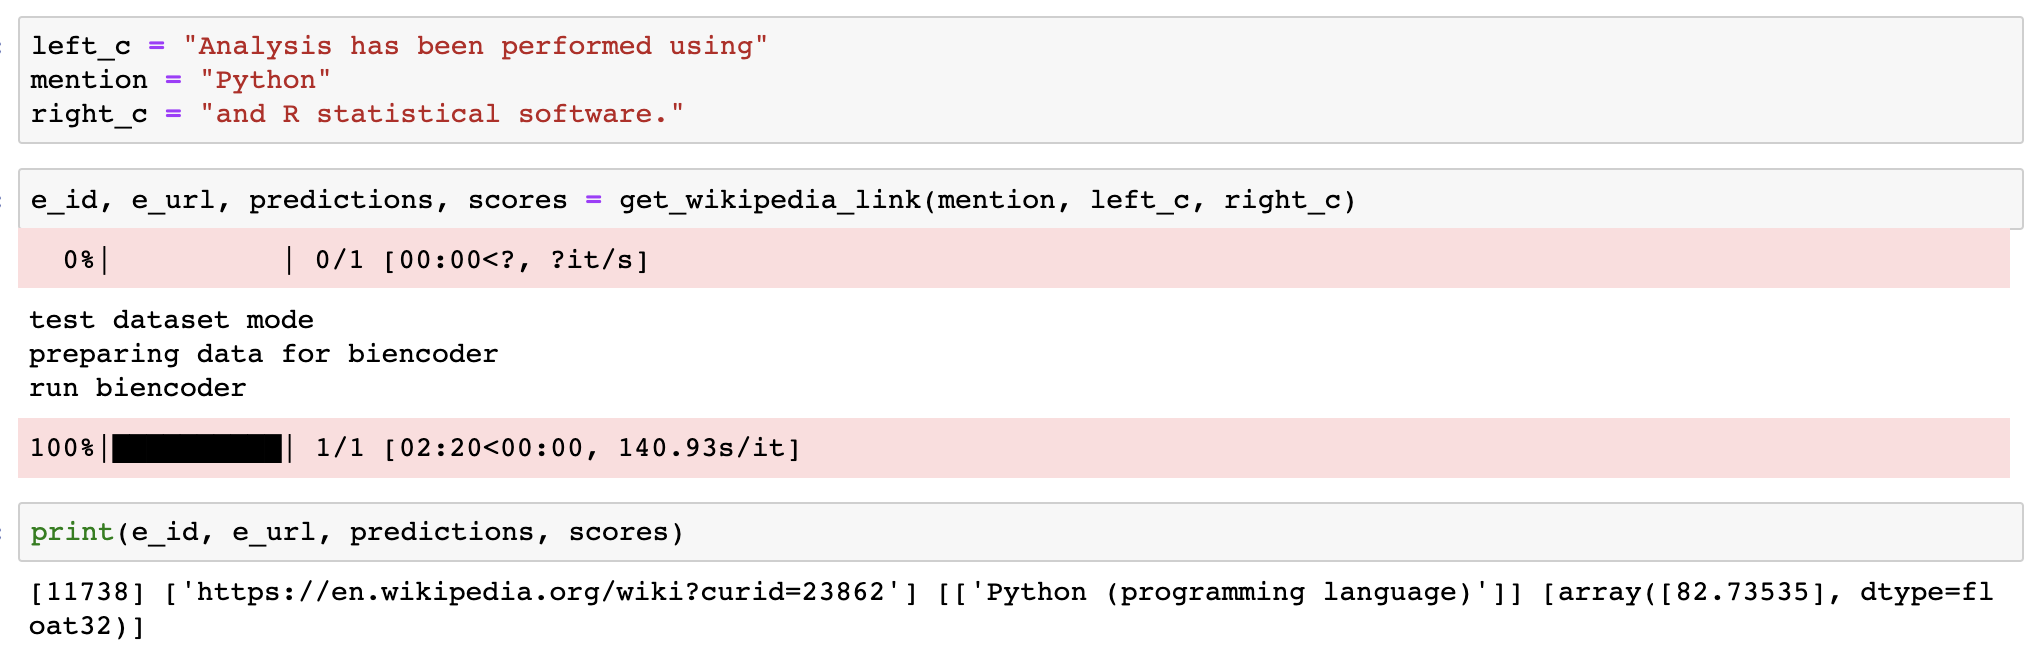 left_c = "Analysis has been performed using"
mention = "Python"
right_c = "and R statistical software."
e_id, e_url, predictions, scores = get_wikipedia_link(mention, left_c, right_c)
0%|          | 0/1 [00:00<?, ?it/s]
test dataset mode
preparing data for biencoder
run biencoder
100%|██████████| 1/1 [02:20<00:00, 140.93s/it]
print(e_id, e_url, predictions, scores)
[11738] ['https://en.wikipedia.org/wiki?curid=23862'] [['Python (programming language)']] [array([82.73535], dtype=fl
oat32)]